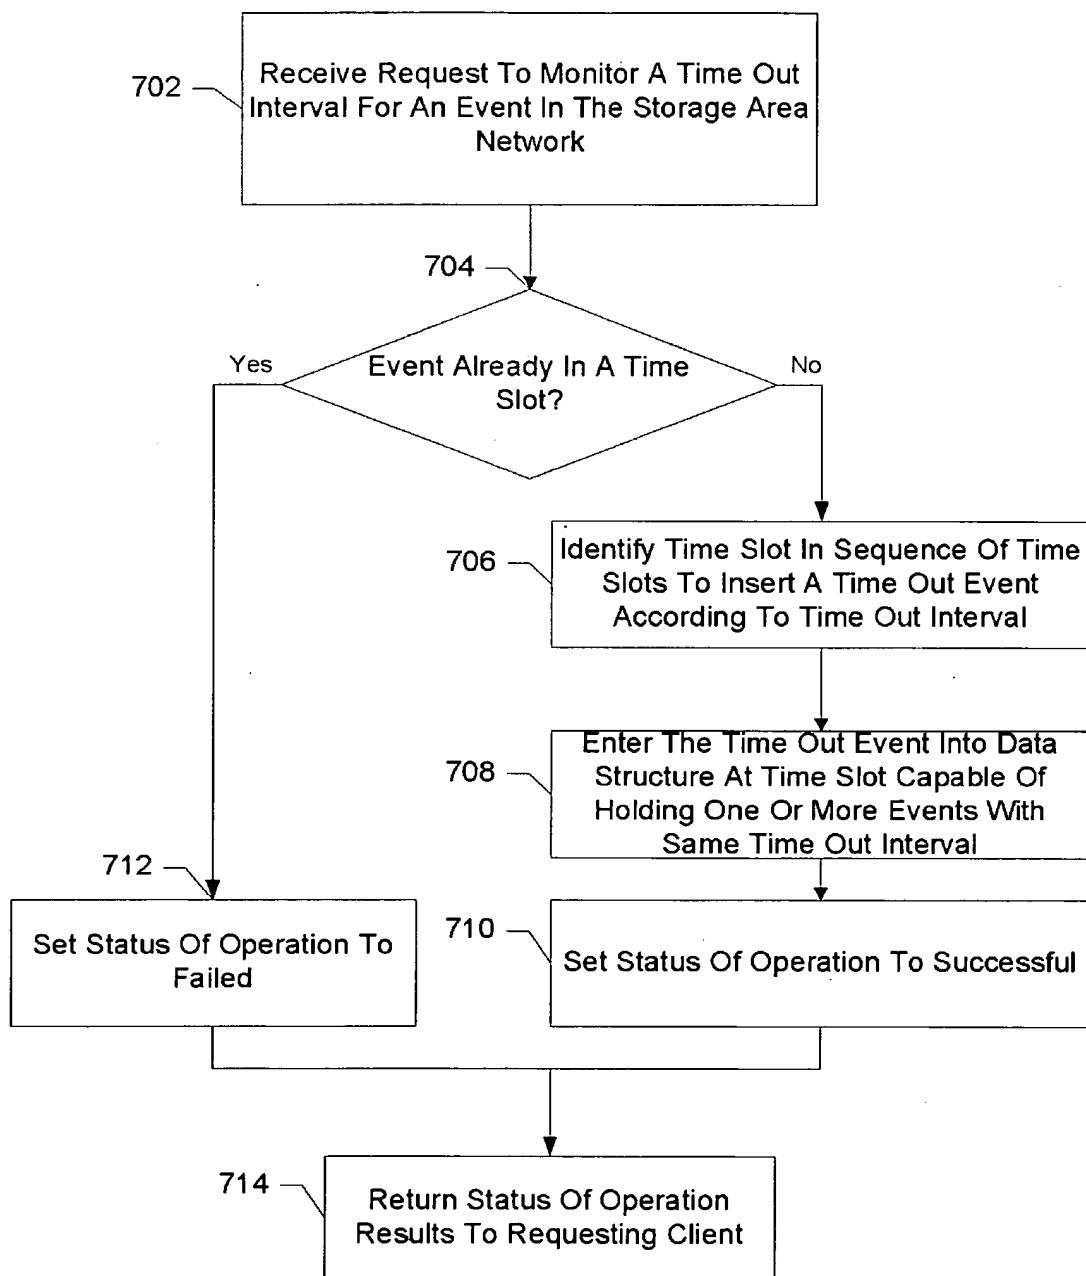 702
Receive Request To Monitor A Time Out
Interval For An Event In The Storage Area
Network
704
Yes
Event Already In A Time
Slot?
No
706
Identify Time Slot In Sequence Of Time
Slots To Insert A Time Out Event
According To Time Out Interval
708
Enter The Time Out Event Into Data
Structure At Time Slot Capable Of
Holding One Or More Events With
Same Time Out Interval
712
Set Status Of Operation To
Failed
710
Set Status Of Operation To Successful
714
Return Status Of Operation
Results To Requesting Client